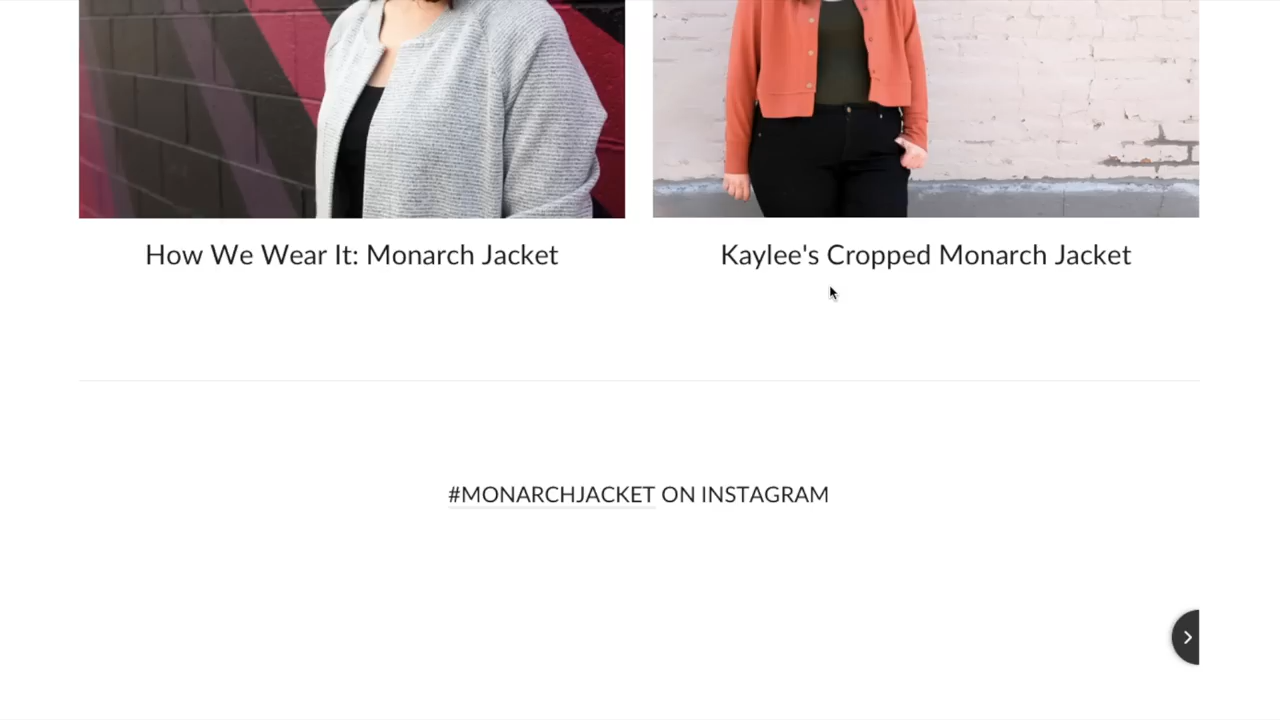 How We Wear It: Monarch Jacket
Kaylee's Cropped Monarch Jacket
#MONARCHJACKET ON INSTAGRAM